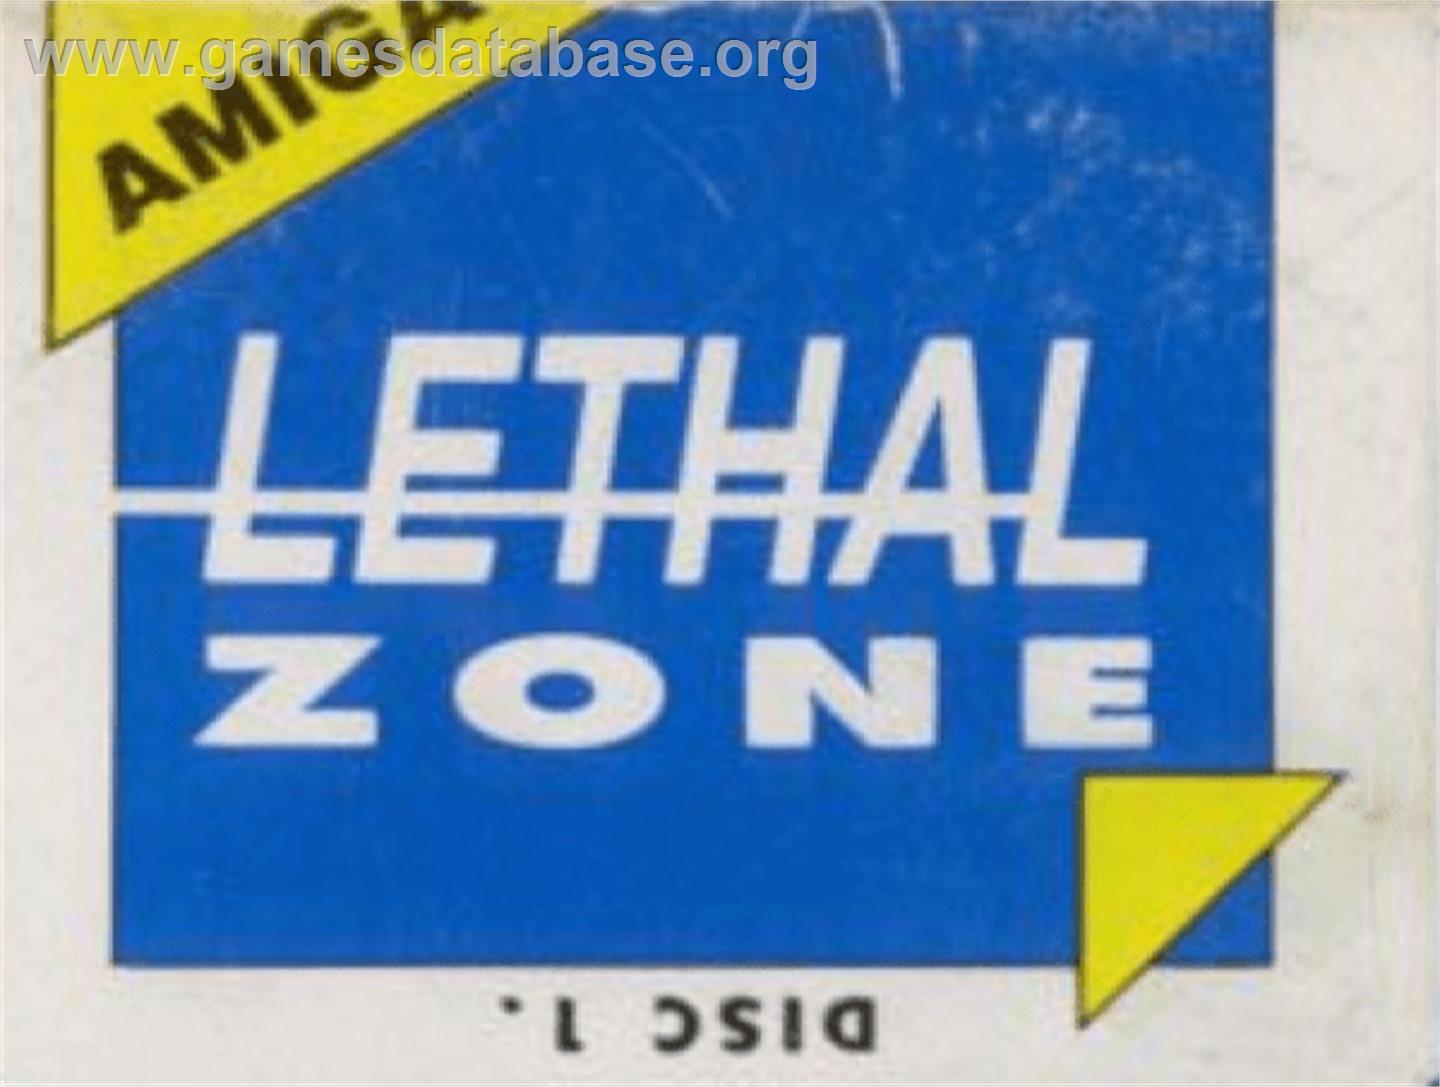 www.gamesdatabase.org
AMIGA
LETHAL
ZONE
DISC 1.